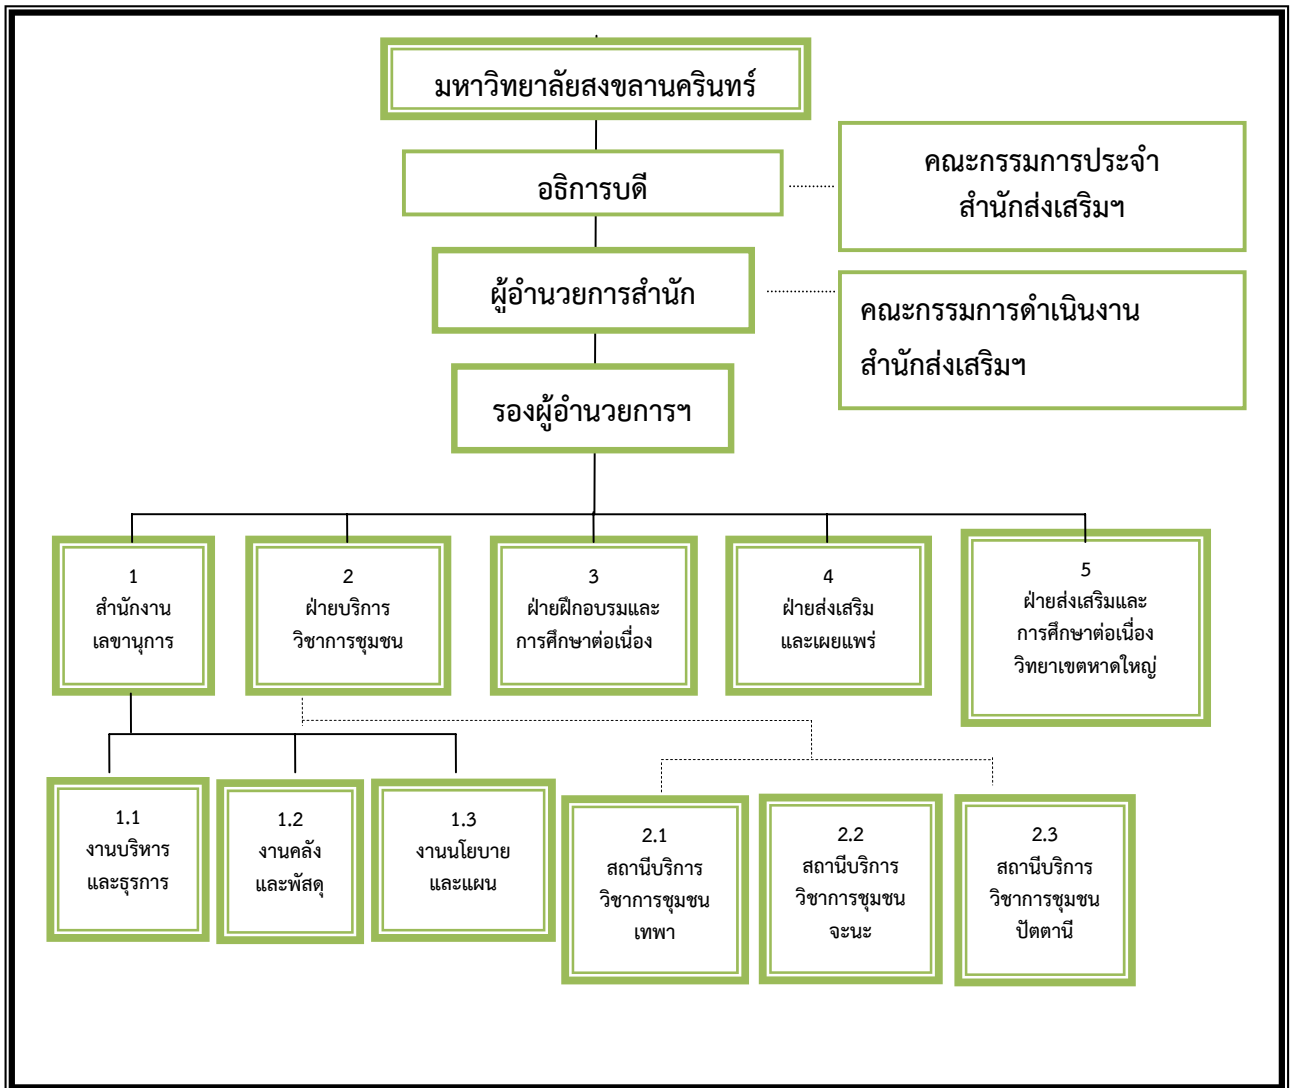 มหาวิทยาลัยสงขลานครินทร์
อธิการบดี
คณะกรรมการประจำ
สำนักส่งเสริมฯ
ผู้อำนวยการสำนัก
คณะกรรมการดำเนินงาน
สำนักส่งเสริมฯ
รองผู้อำนวยการฯ
1
สำนักงาน
เลขานุการ
2
ฝ่ายบริการ
วิชาการชุมชน
3
ฝ่ายฝึกอบรมและ
การศึกษาต่อเนื่อง
4
ฝ่ายส่งเสริม
และเผยแพร่
5
ฝ่ายส่งเสริมและ
การศึกษาต่อเนื่อง
วิทยาเขตหาดใหญ่
1.1
งานบริหาร
และธุรการ
1.2
งานคลัง
และพัสดุ
1.3
งานนโยบาย
และแผน
2.1
สถานีบริการ
วิชาการชุมชน
เทพา
2.2
สถานีบริการ
วิชาการชุมชน
จะนะ
2.3
สถานีบริการ
วิชาการชุมชน
ปัตตานี